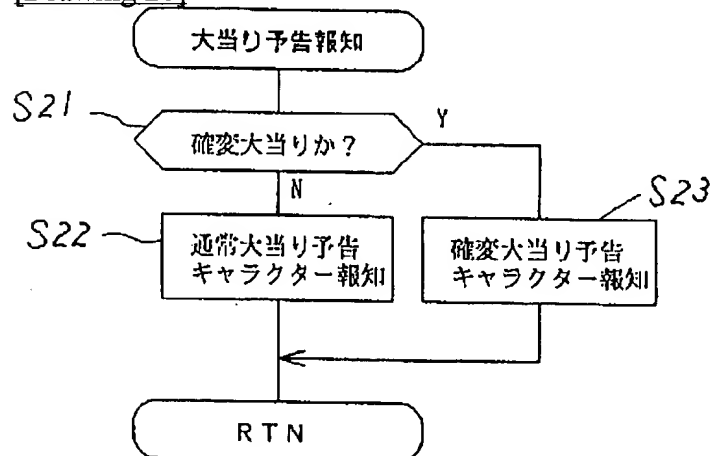 大当り予告報知
S21
確変大当りか？
Y
N
S22
通常大当り予告
キャラクター報知
S23
確変大当り予告
キャラクター報知
RTN